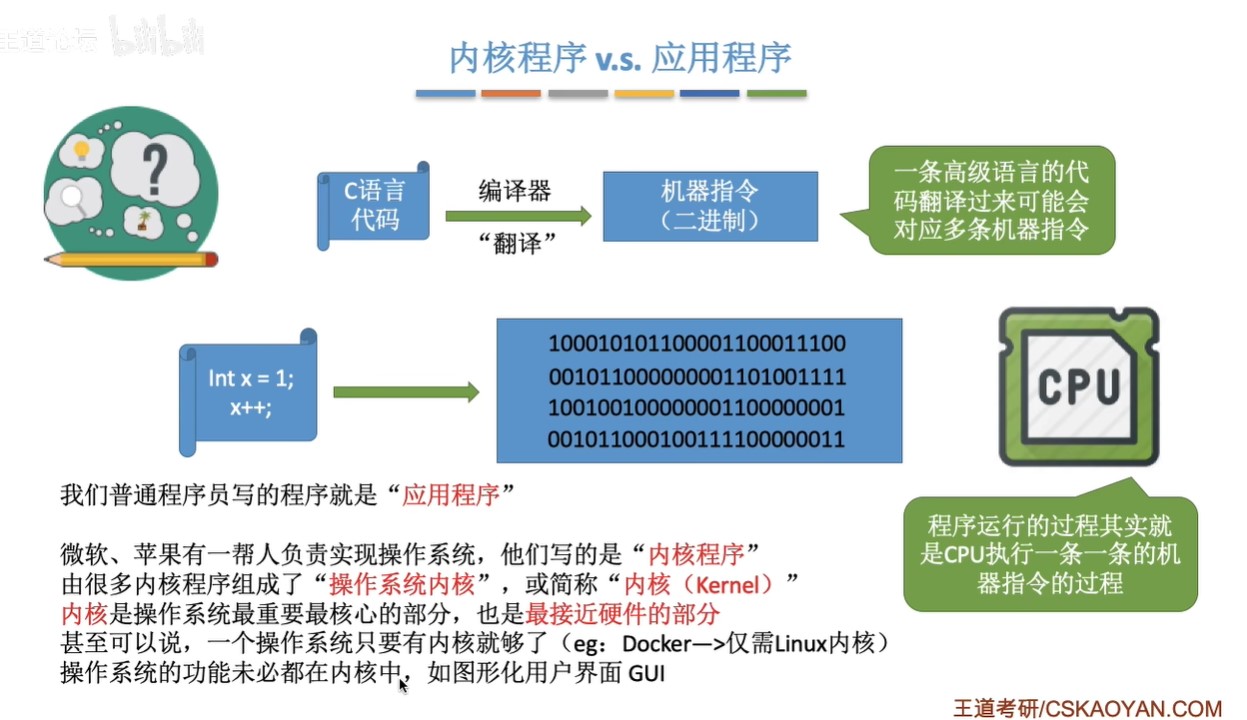 王道论坛 bilibili
内核程序 v.s. 应用程序
C语言
代码
编译器
“翻译”
机器指令
（二进制）
一条高级语言的代
码翻译过来可能会
对应多条机器指令
Int x = 1;
x++;
100010101100001100011100
001011000000001101001111
100100100000001100000001
001011000100111100000011
CPU
程序运行的过程其实就
是CPU执行一条一条的机
器指令的过程
我们普通程序员写的程序就是“应用程序”
微软、苹果有一帮人负责实现操作系统，他们写的是“内核程序”
由很多内核程序组成了“操作系统内核”，或简称“内核（Kernel）”
内核是操作系统最重要最核心的部分，也是最接近硬件的部分
甚至可以说，一个操作系统只要有内核就够了（eg：Docker—>仅需Linux内核）
操作系统的功能未必都在内核中，如图形化用户界面 GUI
王道考研/CSKAOYAN.COM